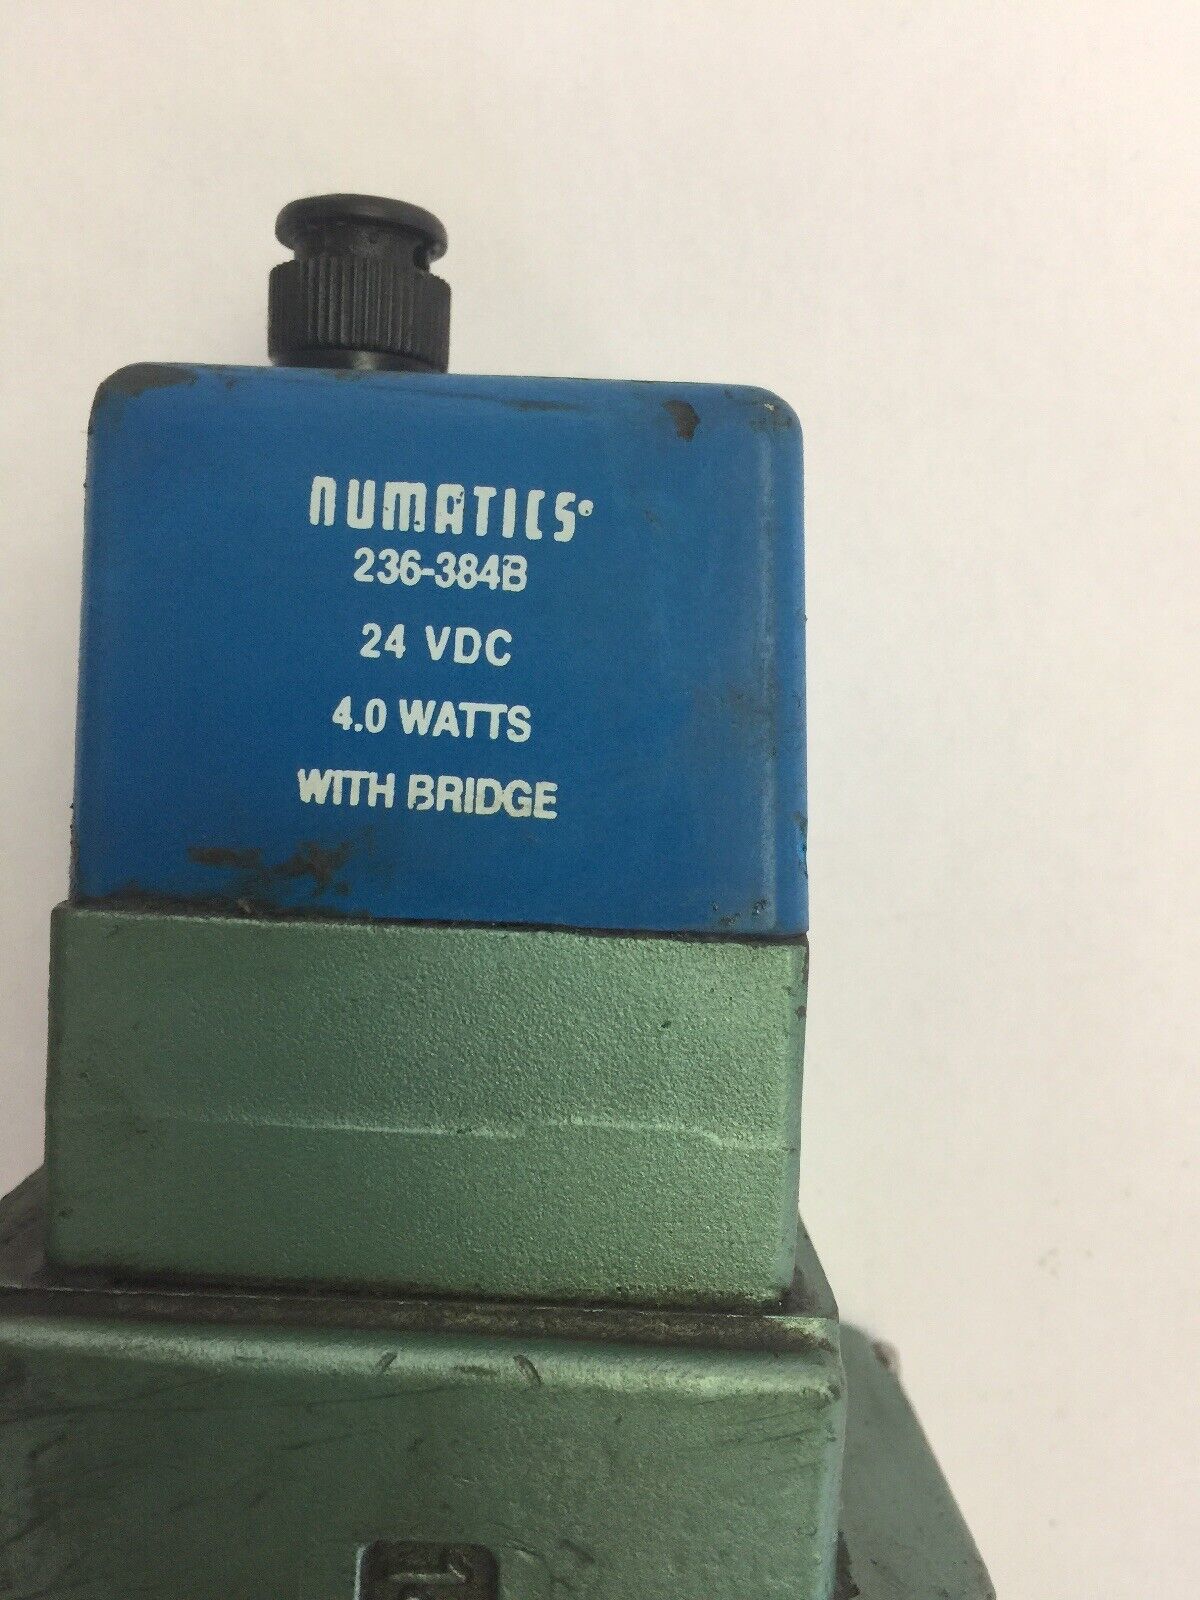 numatics®
236-384B
24 VDC
4.0 WATTS
WITH BRIDGE